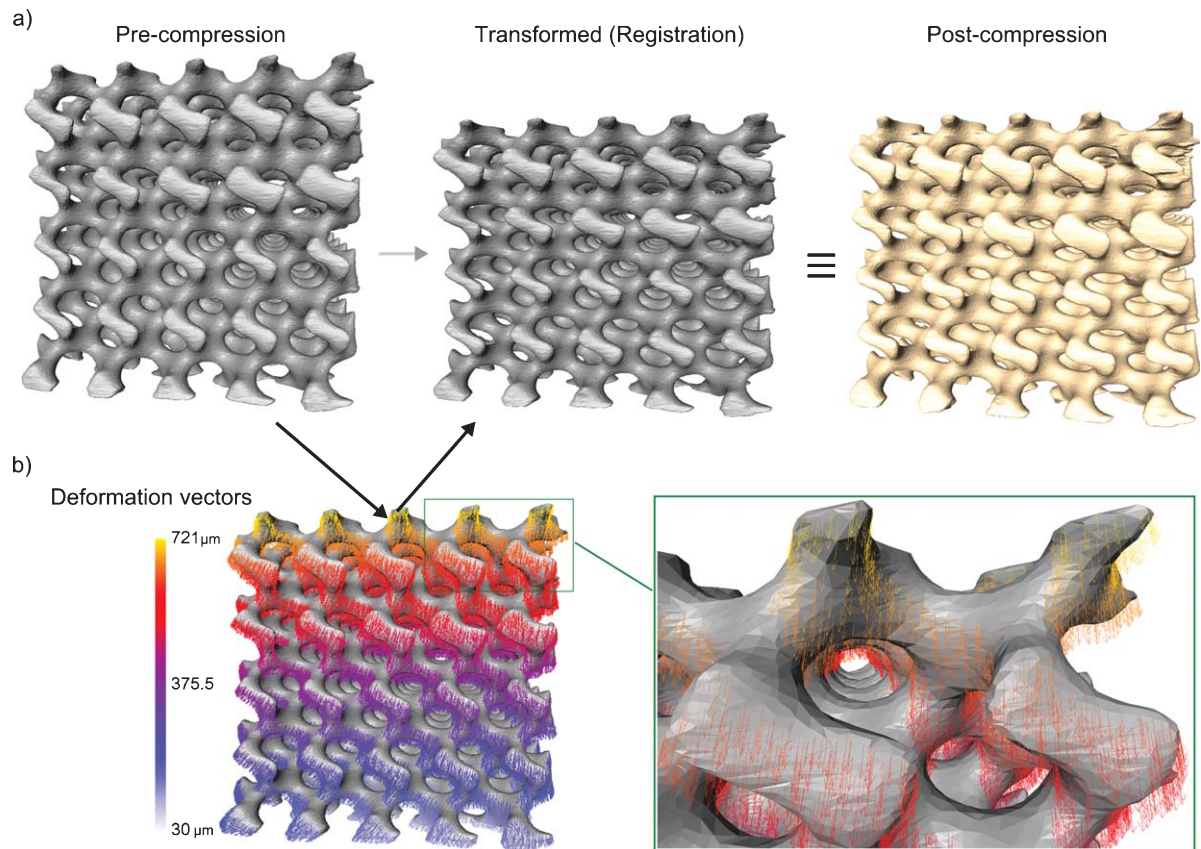 a)
Pre-compression
Transformed (Registration)
Post-compression
≡
b)
Deformation vectors
721 µm
375.5
30 µm